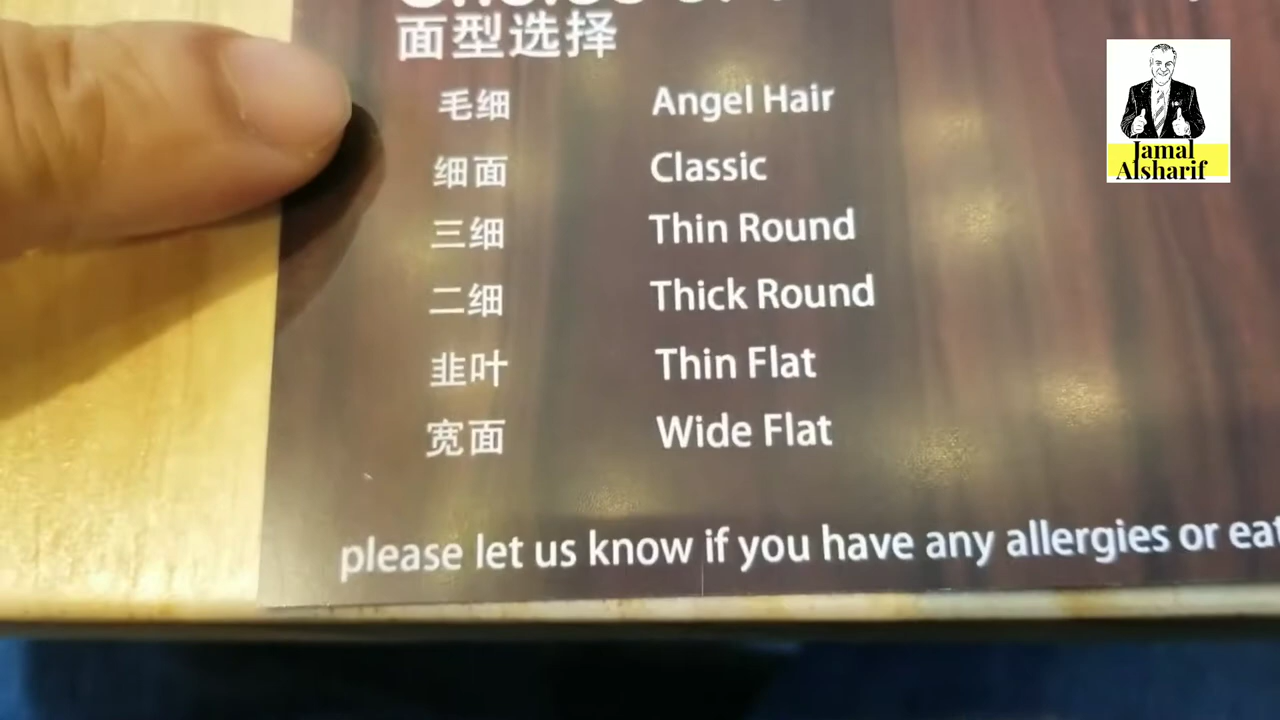 面型选择
毛细 Angel Hair
细面 Classic
三细 Thin Round
二细 Thick Round
韭叶 Thin Flat
宽面 Wide Flat
please let us know if you have any allergies or
Jamal
Alsharif